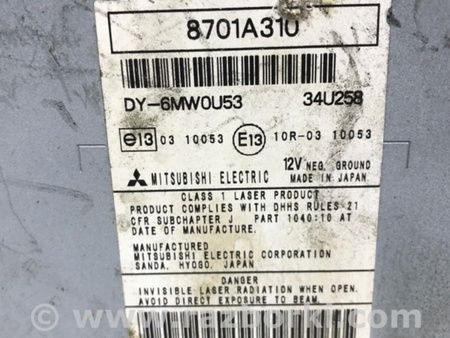 8701A310
DY-6MW0U53 34U258
e13 03 10053 E13 10R-03 10053
MITSUBISHI ELECTRIC 12V NEG. GROUND
MADE IN JAPAN
CLASS 1 LASER PRODUCT
PRODUCT COMPLIES WITH DHHS RULES 21
CFR SUBCHAPTER J PART 1040:10 AT
DATE OF MANUFACTURE.
MANUFACTURED
MITSUBISHI ELECTRIC CORPORATION
SANDA, HYOGO, JAPAN
DANGER
INVISIBLE LASER RADIATION WHEN OPEN.
AVOID DIRECT EXPOSURE TO BEAM.